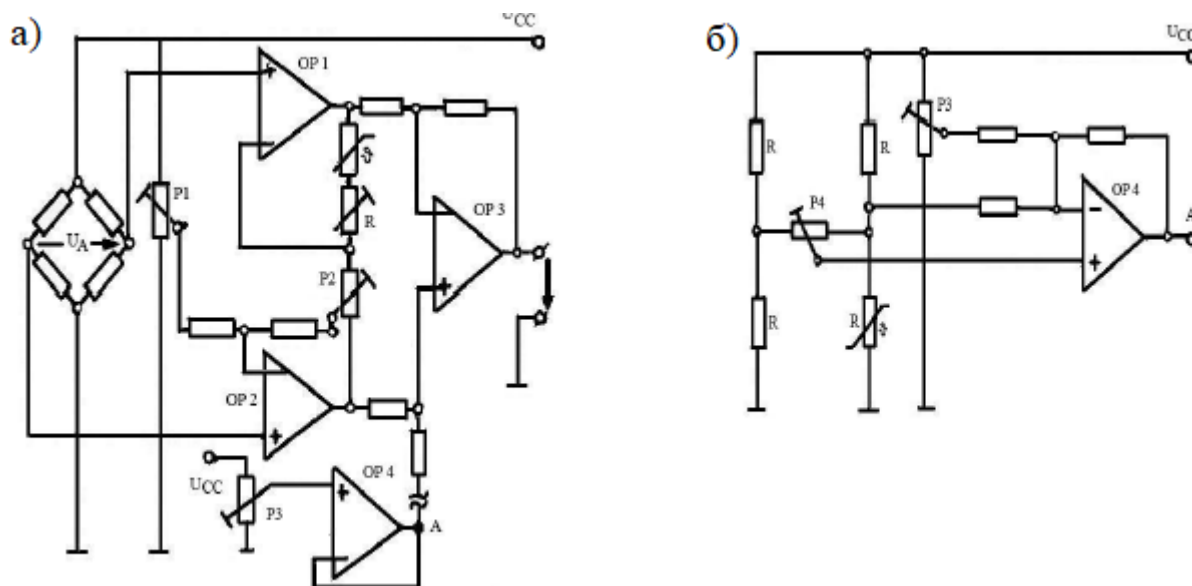 а)
UCC
OP 1
+
P1
UA
ϑ
R
OP 3
P2
+
OP 2
+
UCC
OP 4
+
P3
A
б)
UCC
P3
R
R
P4
OP 4
−
A
+
R
R
ϑ